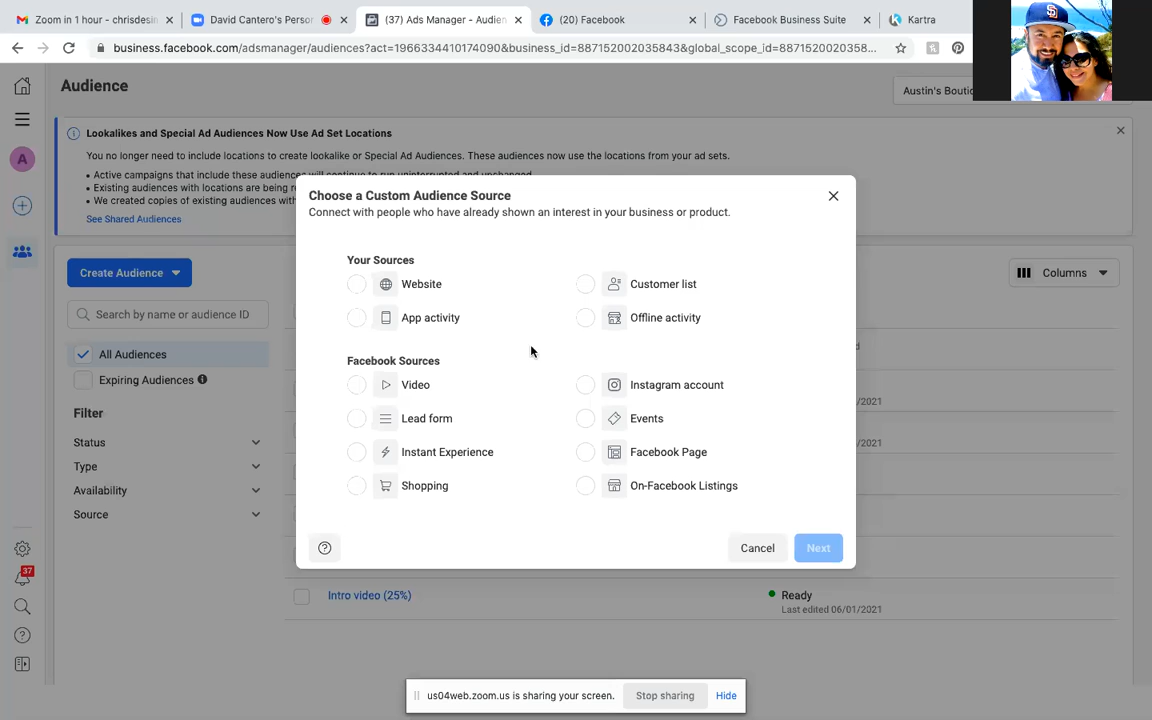 Zoom in 1 hour - chrisdesin
David Cantero's Perso
(37) Ads Manager - Audien
(20) Facebook
Facebook Business Suite
Kartra
business.facebook.com/adsmanager/audiences?act=1966334410174090&business_id=887152002035843&global_scope_id=8871520020358...
Audience
Austin's Boutic
Lookalikes and Special Ad Audiences Now Use Ad Set Locations
You no longer need to include locations to create lookalike or Special Ad Audiences. These audiences now use the locations from your ad sets.
• Active campaigns that include these audiences will continue to run uninterrupted and unchanged.
• Existing audiences with locations are being r
• We created copies of existing audiences with
See Shared Audiences
Choose a Custom Audience Source
Connect with people who have already shown an interest in your business or product.
Your Sources
Website
Customer list
App activity
Offline activity
Facebook Sources
Video
Instagram account
Lead form
Events
Instant Experience
Facebook Page
Shopping
On-Facebook Listings
Cancel
Next
Create Audience
Columns
Search by name or audience ID
All Audiences
Expiring Audiences
Filter
Status
Type
Availability
Source
A
37
d
/2021
/2021
Intro video (25%)
Ready
Last edited 06/01/2021
us04web.zoom.us is sharing your screen.
Stop sharing
Hide